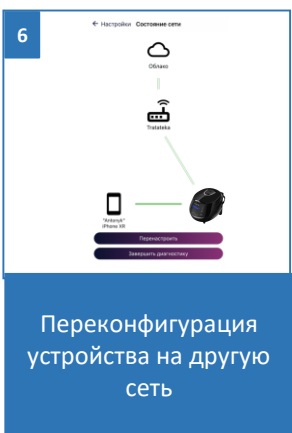 6
← Настройки Состояние сети
Облако
Tratateka
"Antonyk"
iPhone XR
Перенастроить
Завершить диагностику
Переконфигурация
устройства на другую
сеть